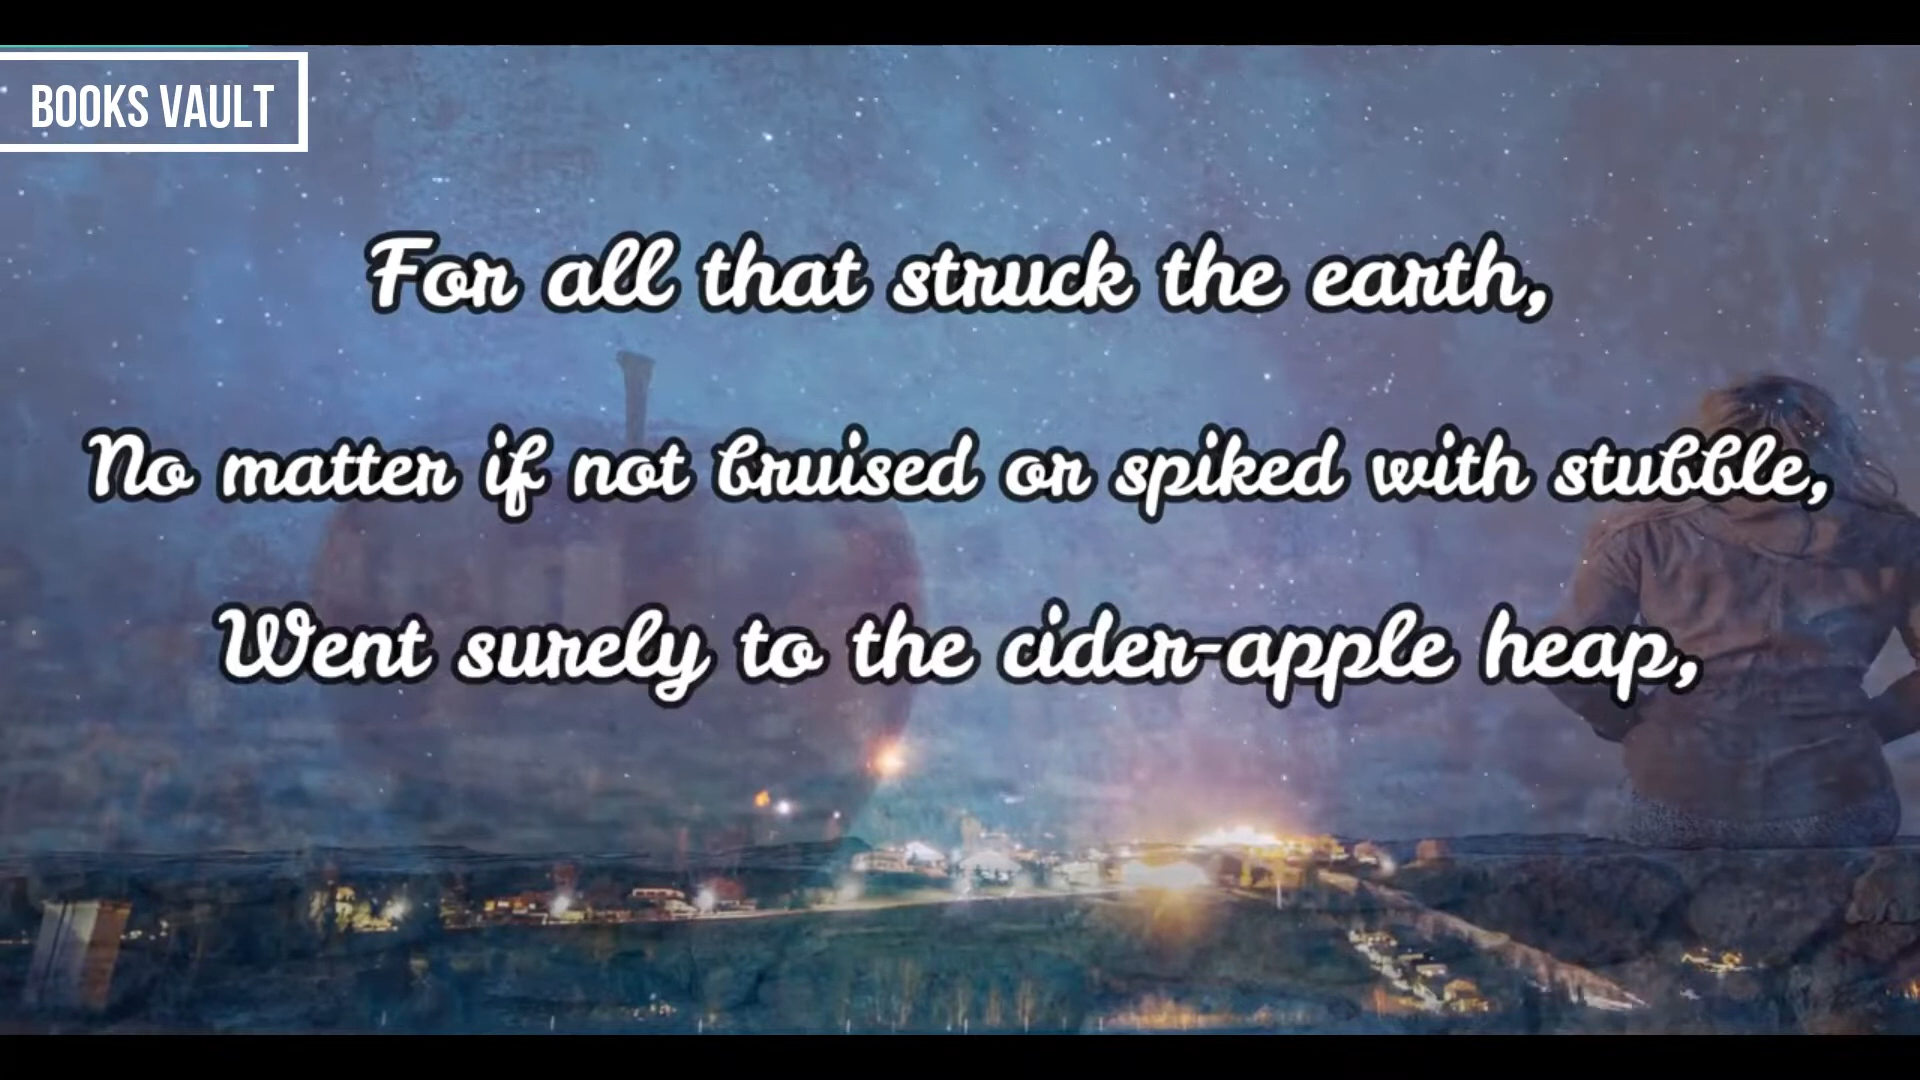 BOOKS VAULT
For all that struck the earth,
No matter if not bruised or spiked with stubble,
Went surely to the cider-apple heap,